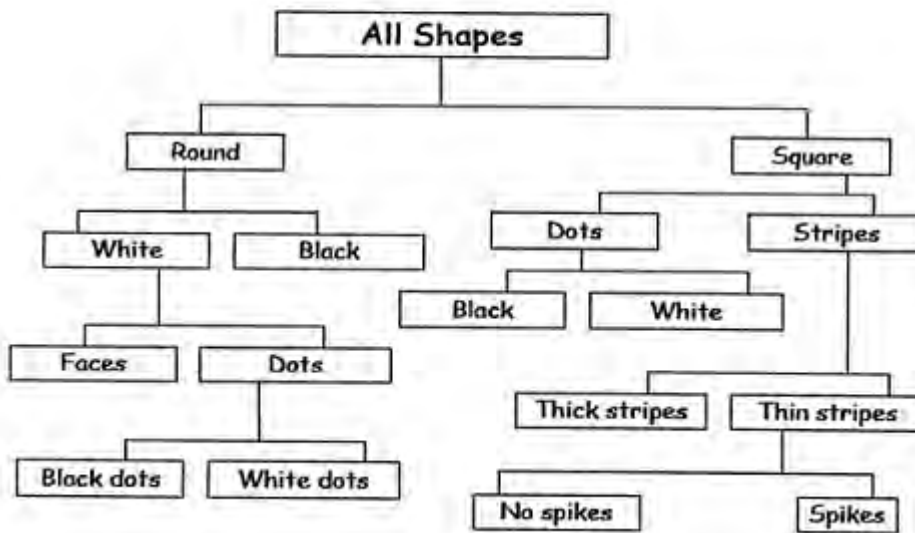 All Shapes
Round
Square
White
Black
Dots
Stripes
Black
White
Faces
Dots
Thick stripes
Thin stripes
Black dots
White dots
No spikes
Spikes